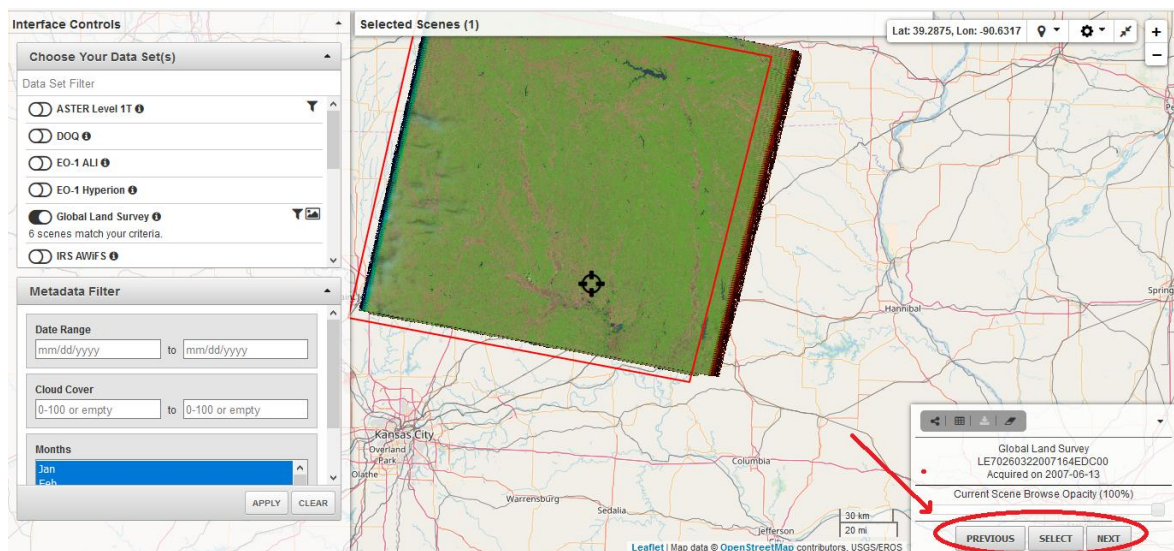 Interface Controls
Choose Your Data Set(s)
Data Set Filter
ASTER Level 1T
DOQ
EO-1 ALI
EO-1 Hyperion
Global Land Survey
6 scenes match your criteria.
IRS AWiFS
Metadata Filter
Date Range
mm/dd/yyyy to mm/dd/yyyy
Cloud Cover
0-100 or empty to 0-100 or empty
Months
Jan
Feb
APPLY CLEAR
Selected Scenes (1)
Lat: 39.2875, Lon: -90.6317
+
−
Hannibal
Spring
Kansas City
Overland
Park
Olathe
Columbia
Warrensburg
Sedalia
Jefferson
30 km
20 mi
Global Land Survey
LE70260322007164EDC00
Acquired on 2007-06-13
Current Scene Browse Opacity (100%)
PREVIOUS SELECT NEXT
Leaflet | Map data © OpenStreetMap contributors, USGS/EROS